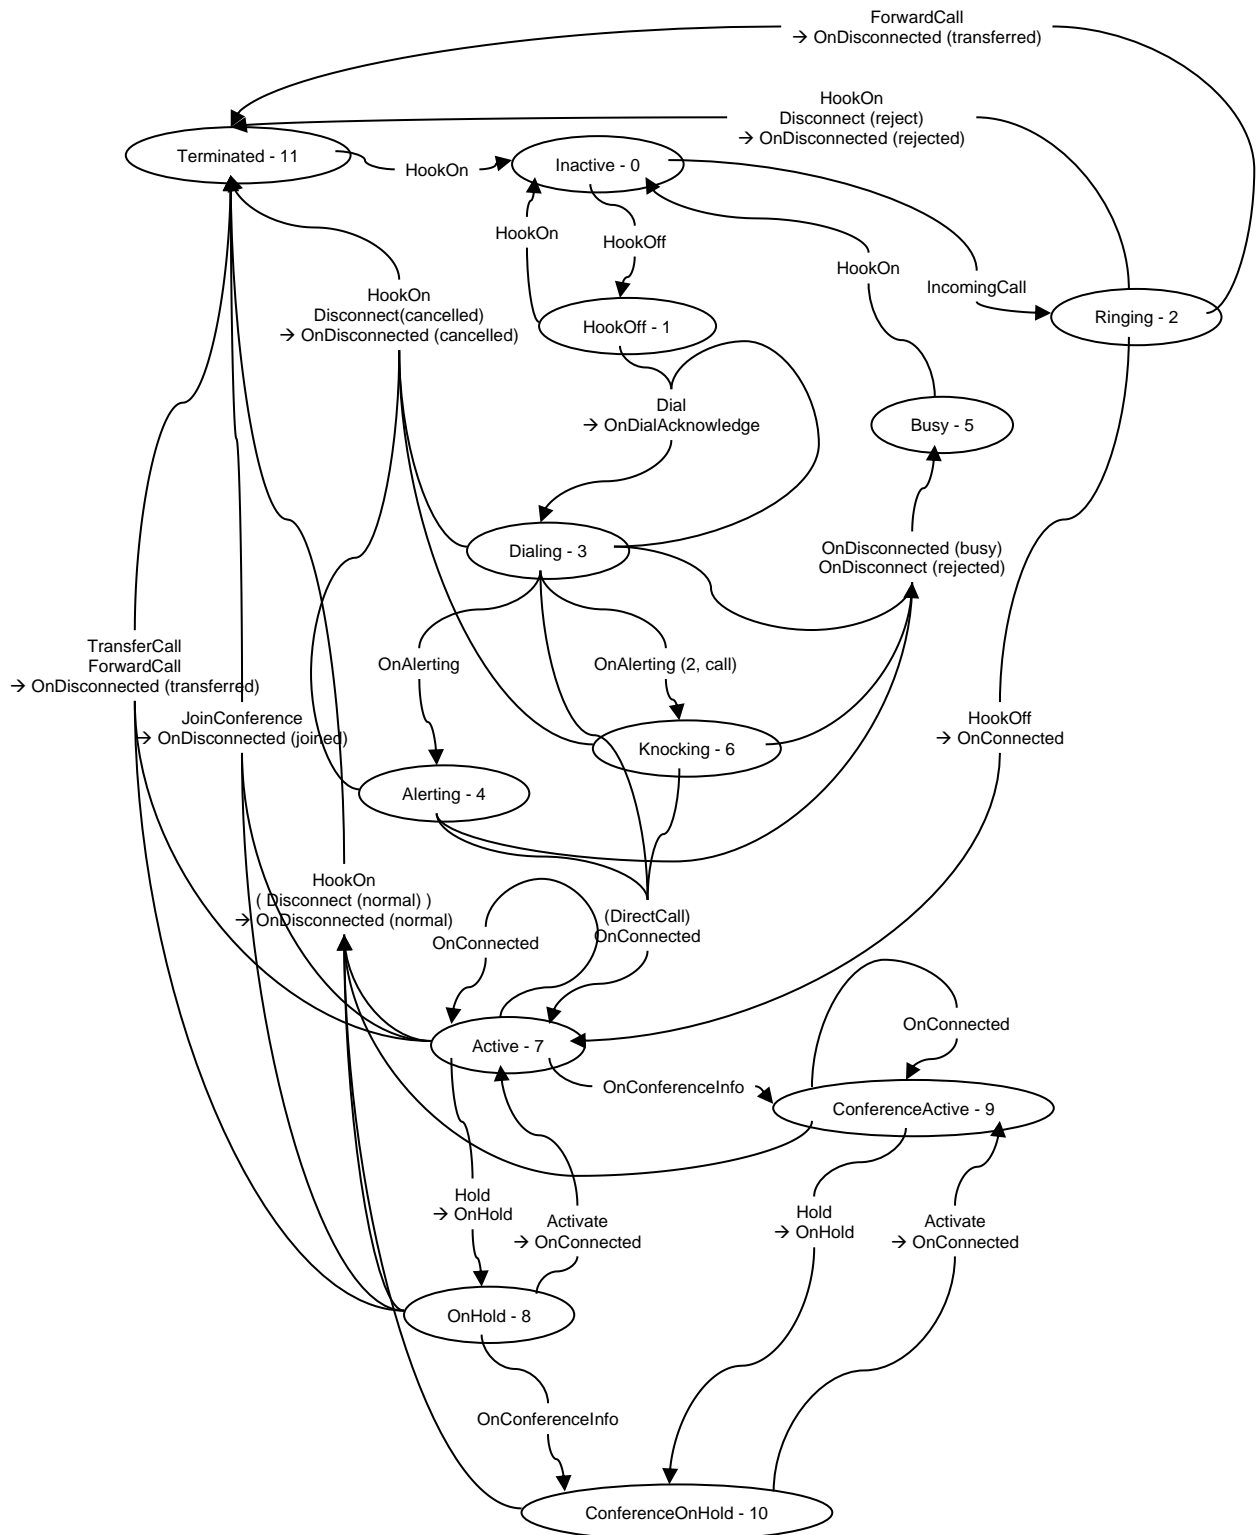 ForwardCall
→ OnDisconnected (transferred)
HookOn
Disconnect (reject)
→ OnDisconnected (rejected)
Terminated - 11
HookOn
Inactive - 0
HookOn
HookOff
HookOn
IncomingCall
HookOn
Disconnect(cancelled)
→ OnDisconnected (cancelled)
HookOff - 1
Ringing - 2
Dial
→ OnDialAcknowledge
Busy - 5
Dialing - 3
OnDisconnected (busy)
OnDisconnect (rejected)
TransferCall
ForwardCall
→ OnDisconnected (transferred)
OnAlerting
OnAlerting (2, call)
JoinConference
→ OnDisconnected (joined)
HookOff
→ OnConnected
Knocking - 6
Alerting - 4
HookOn
( Disconnect (normal) )
→ OnDisconnected (normal)
OnConnected
(DirectCall)
OnConnected
OnConnected
Active - 7
OnConferenceInfo
ConferenceActive - 9
Hold
→ OnHold
Activate
→ OnConnected
Hold
→ OnHold
Activate
→ OnConnected
OnHold - 8
OnConferenceInfo
ConferenceOnHold - 10